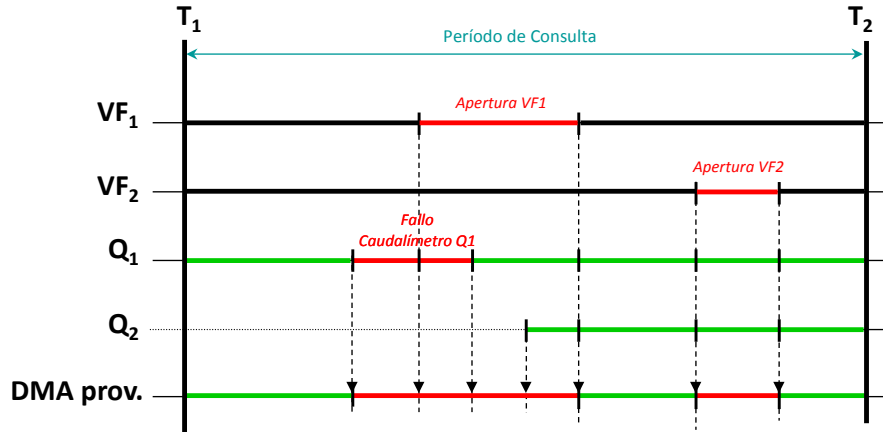 T1 T2
Período de Consulta
VF1
Apertura VF1
VF2
Apertura VF2
Fallo
Caudalímetro Q1
Q1
Q2
DMA prov.